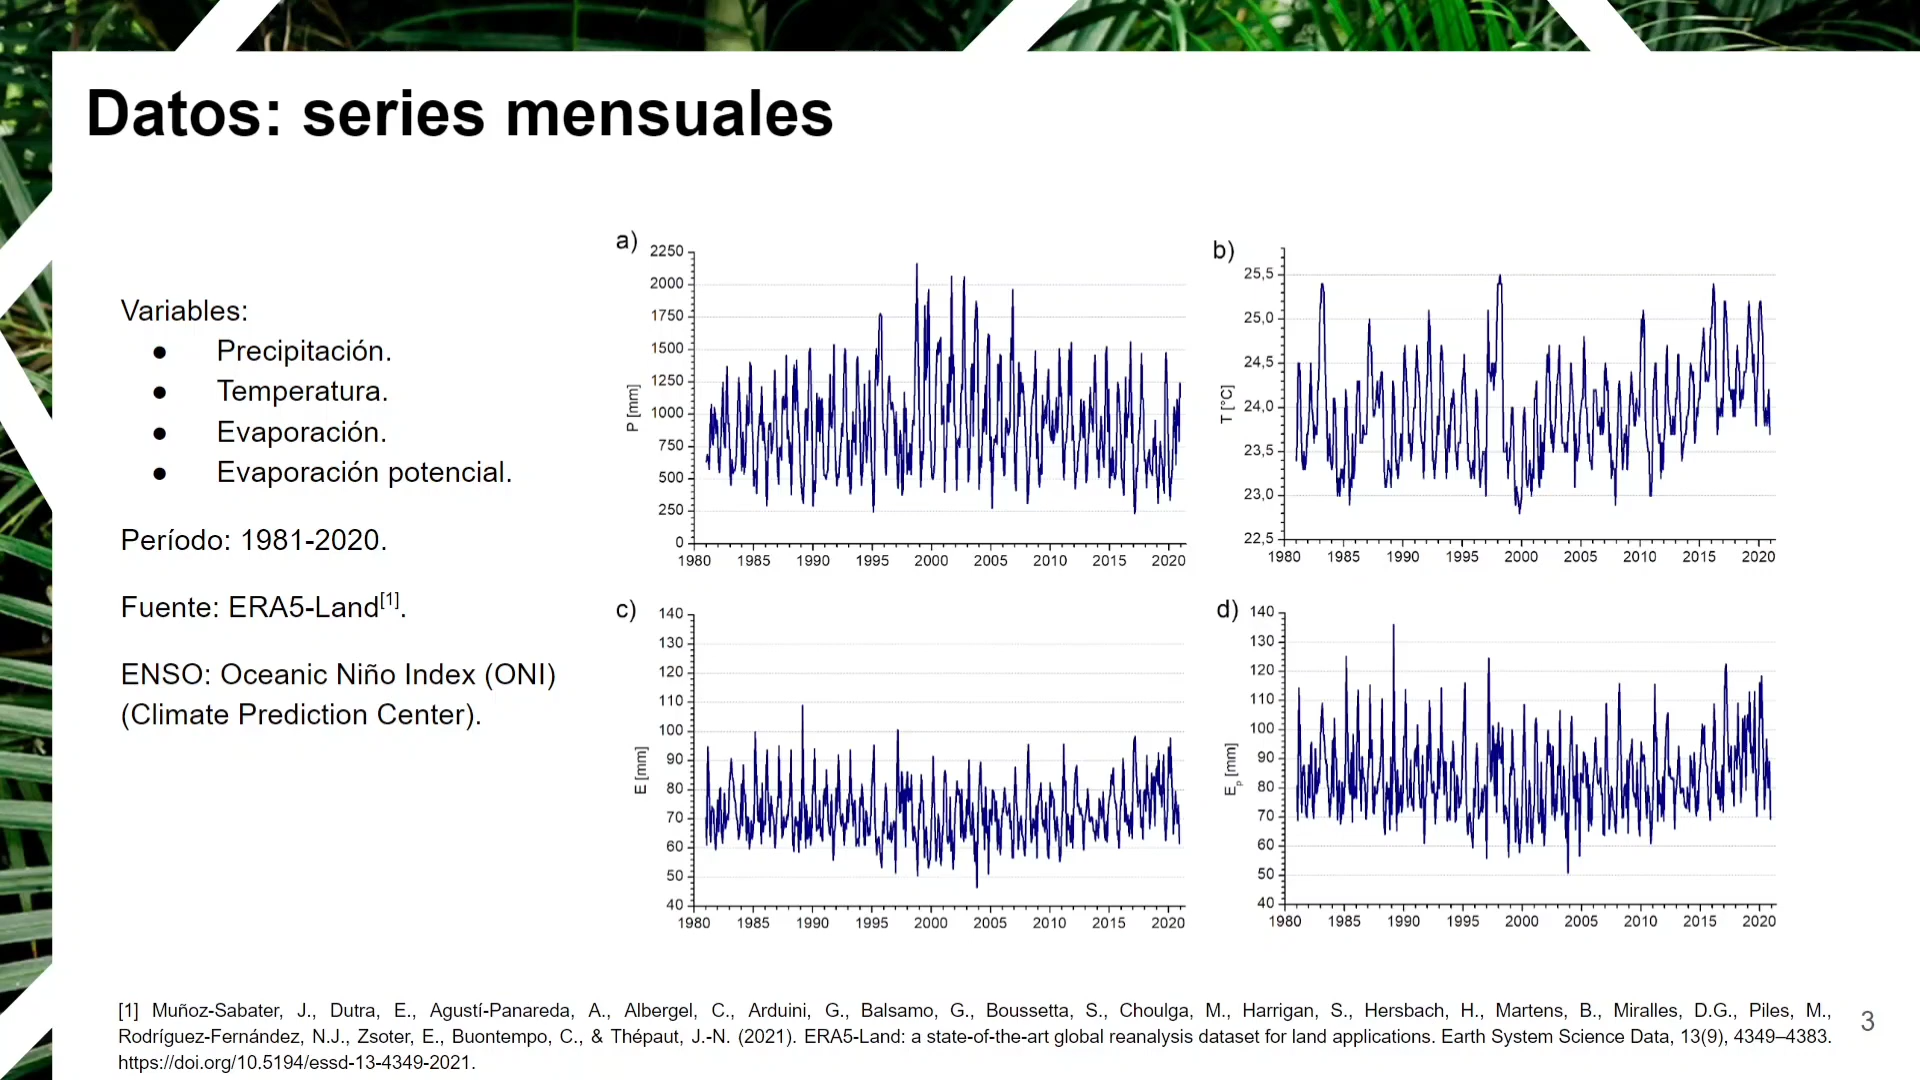 Datos: series mensuales
Variables:
● Precipitación.
● Temperatura.
● Evaporación.
● Evaporación potencial.
Período: 1981-2020.
Fuente: ERA5-Land[1].
ENSO: Oceanic Niño Index (ONI)
(Climate Prediction Center).
a)
2250
2000
1750
1500
1250
1000
750
500
250
0
P [mm]
1980 1985 1990 1995 2000 2005 2010 2015 2020
b)
25,5
25,0
24,5
24,0
23,5
23,0
22,5
T [°C]
1980 1985 1990 1995 2000 2005 2010 2015 2020
c)
140
130
120
110
100
90
80
70
60
50
40
E [mm]
1980 1985 1990 1995 2000 2005 2010 2015 2020
d)
140
130
120
110
100
90
80
70
60
50
40
Ep [mm]
1980 1985 1990 1995 2000 2005 2010 2015 2020
[1] Muñoz-Sabater, J., Dutra, E., Agustí-Panareda, A., Albergel, C., Arduini, G., Balsamo, G., Boussetta, S., Choulga, M., Harrigan, S., Hersbach, H., Martens, B., Miralles, D.G., Piles, M.,
Rodríguez-Fernández, N.J., Zsoter, E., Buontempo, C., & Thépaut, J.-N. (2021). ERA5-Land: a state-of-the-art global reanalysis dataset for land applications. Earth System Science Data, 13(9), 4349–4383.
https://doi.org/10.5194/essd-13-4349-2021.
3